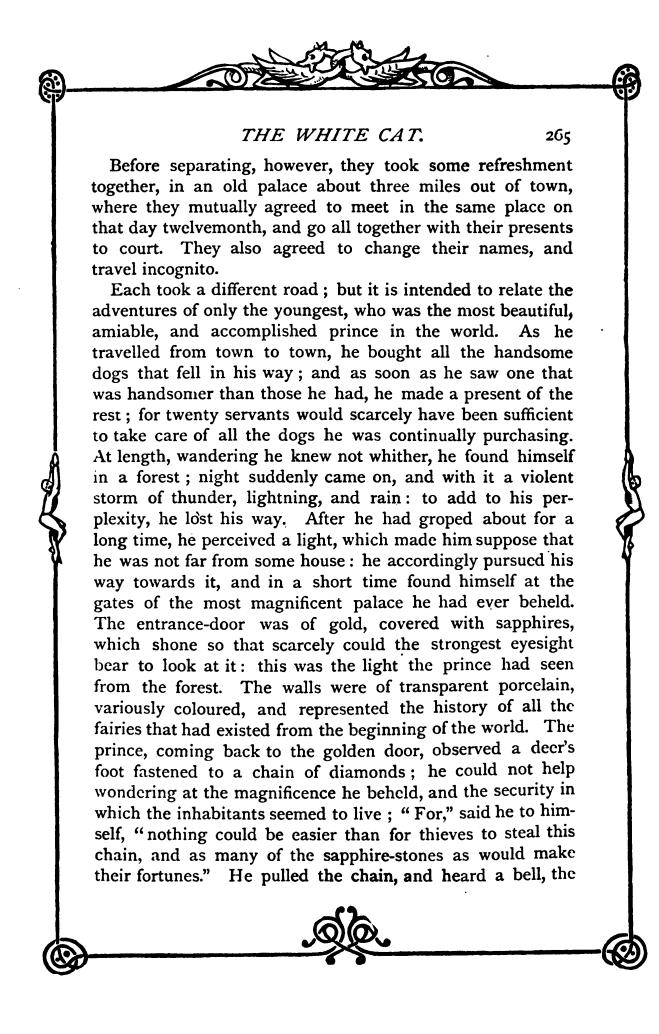 THE WHITE CAT. 265
Before separating, however, they took some refreshment
together, in an old palace about three miles out of town,
where they mutually agreed to meet in the same place on
that day twelvemonth, and go all together with their presents
to court. They also agreed to change their names, and
travel incognito.
Each took a different road ; but it is intended to relate the
adventures of only the youngest, who was the most beautiful,
amiable, and accomplished prince in the world. As he
travelled from town to town, he bought all the handsome
dogs that fell in his way ; and as soon as he saw one that
was handsomer than those he had, he made a present of the
rest ; for twenty servants would scarcely have been sufficient
to take care of all the dogs he was continually purchasing.
At length, wandering he knew not whither, he found himself
in a forest ; night suddenly came on, and with it a violent
storm of thunder, lightning, and rain : to add to his per-
plexity, he lost his way. After he had groped about for a
long time, he perceived a light, which made him suppose that
he was not far from some house : he accordingly pursued his
way towards it, and in a short time found himself at the
gates of the most magnificent palace he had ever beheld.
The entrance-door was of gold, covered with sapphires,
which shone so that scarcely could the strongest eyesight
bear to look at it : this was the light the prince had seen
from the forest. The walls were of transparent porcelain,
variously coloured, and represented the history of all the
fairies that had existed from the beginning of the world. The
prince, coming back to the golden door, observed a deer's
foot fastened to a chain of diamonds ; he could not help
wondering at the magnificence he beheld, and the security in
which the inhabitants seemed to live ; " For," said he to him-
self, " nothing could be easier than for thieves to steal this
chain, and as many of the sapphire-stones as would make
their fortunes." He pulled the chain, and heard a bell, the